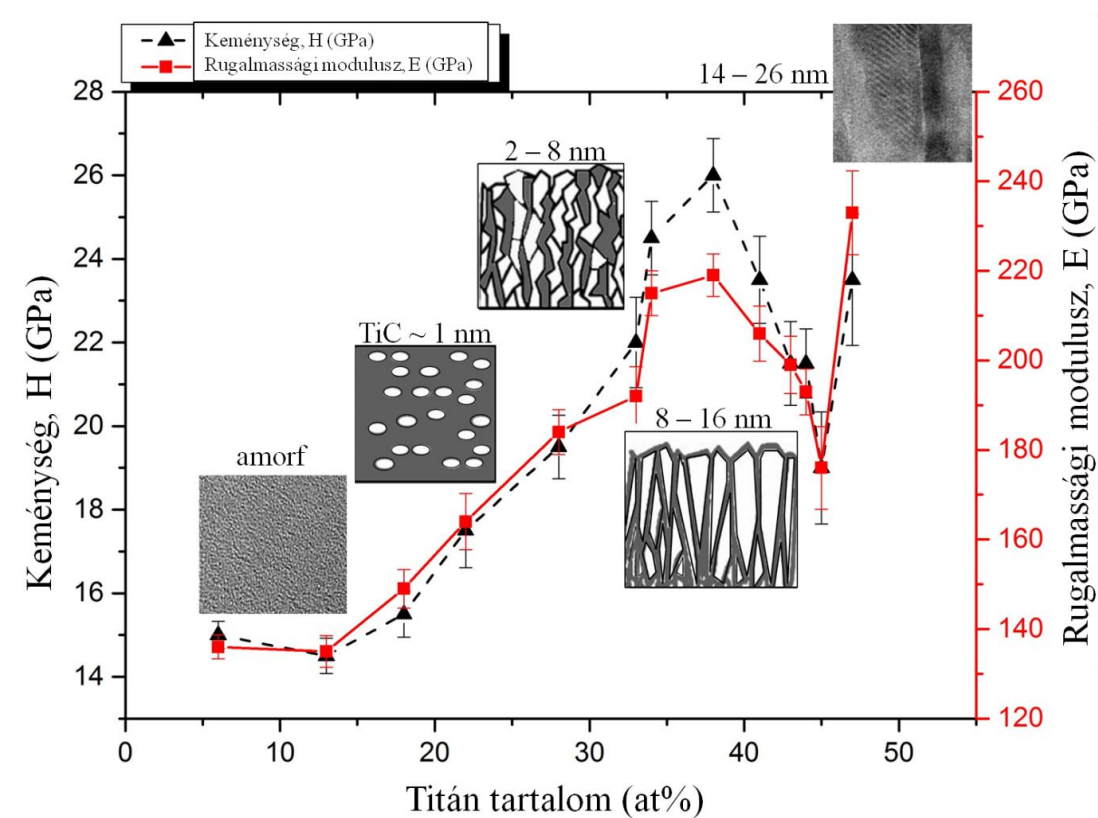 Keménység, H (GPa)
Rugalmassági modulusz, E (GPa)
14 – 26 nm
28
260
2 – 8 nm
26
240
24
220
TiC ~ 1 nm
22
200
8 – 16 nm
20
180
amorf
18
160
16
140
14
120
0
10
20
30
40
50
Keménység, H (GPa)
Rugalmassági modulusz, E (GPa)
Titán tartalom (at%)